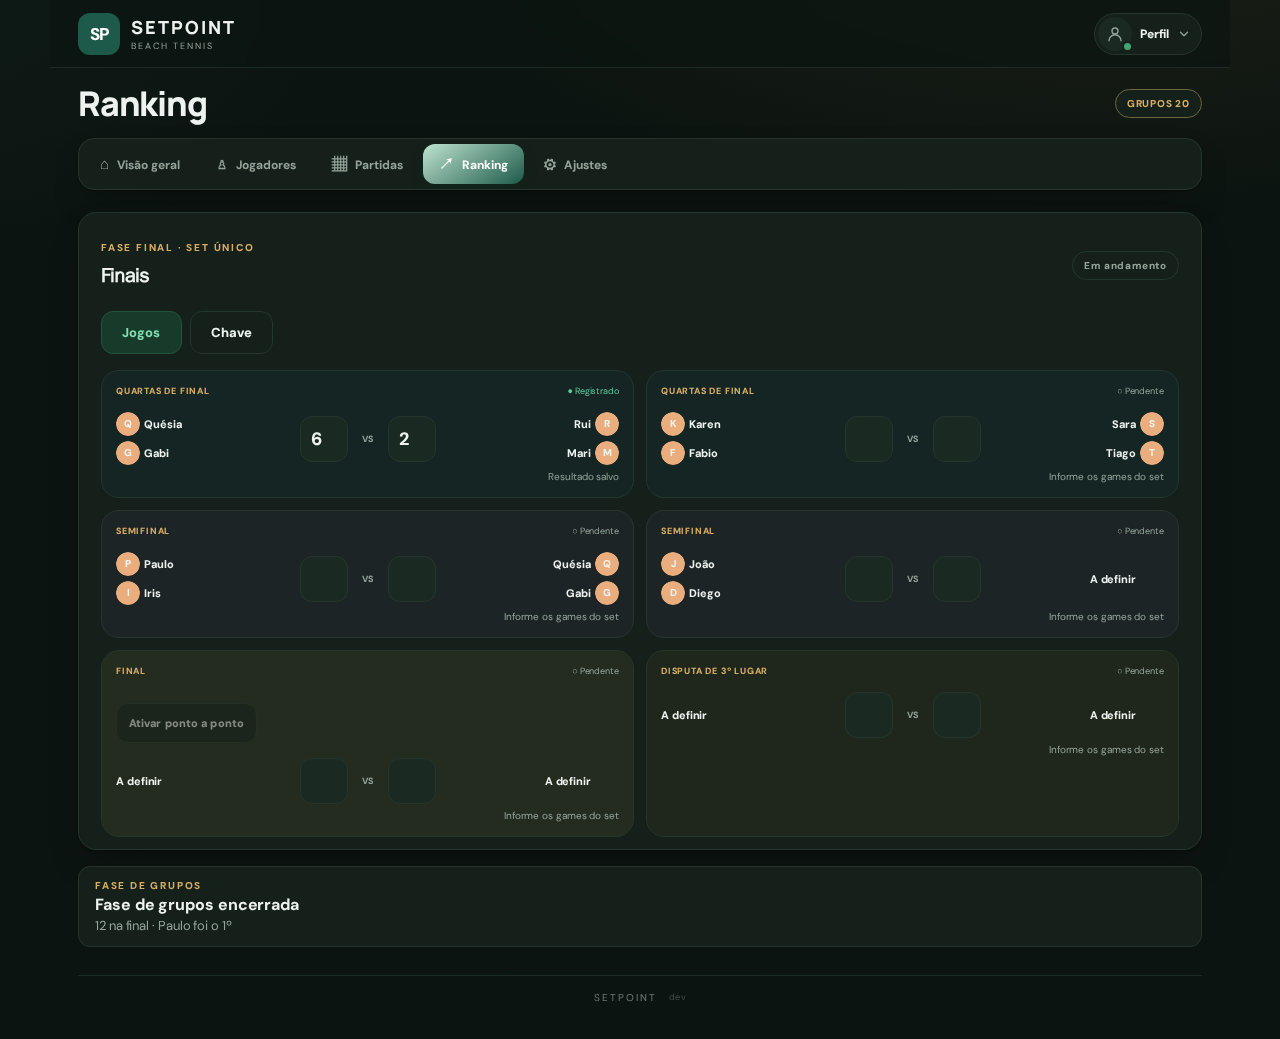 SP SETPOINT
BEACH TENNIS
Perfil
Ranking
GRUPOS 20
Visão geral Jogadores Partidas Ranking Ajustes
FASE FINAL · SET ÚNICO
Finais
Em andamento
Jogos Chave
QUARTAS DE FINAL
Registrado
Q Quésia
G Gabi
6 VS 2
Rui R
Mari M
Resultado salvo
QUARTAS DE FINAL
Pendente
K Karen
F Fabio
VS
Sara S
Tiago T
Informe os games do set
SEMIFINAL
Pendente
P Paulo
I Iris
VS
Quésia Q
Gabi G
Informe os games do set
SEMIFINAL
Pendente
J João
D Diego
VS
A definir
Informe os games do set
FINAL
Pendente
Ativar ponto a ponto
A definir VS A definir
Informe os games do set
DISPUTA DE 3º LUGAR
Pendente
A definir VS A definir
Informe os games do set
FASE DE GRUPOS
Fase de grupos encerrada
12 na final · Paulo foi o 1º
SETPOINT dev